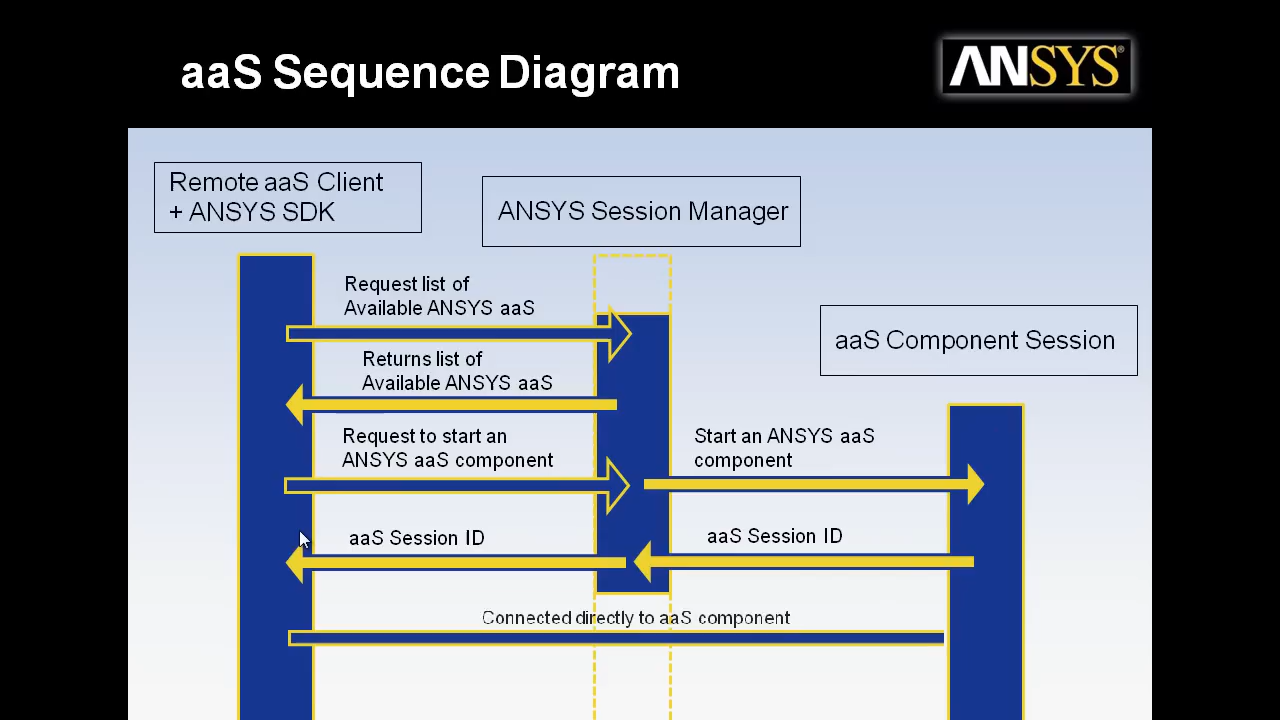 aaS Sequence Diagram
ANSYS®
Remote aaS Client
+ ANSYS SDK
ANSYS Session Manager
aaS Component Session
Request list of
Available ANSYS aaS
Returns list of
Available ANSYS aaS
Request to start an
ANSYS aaS component
Start an ANSYS aaS
component
aaS Session ID
aaS Session ID
Connected directly to aaS component